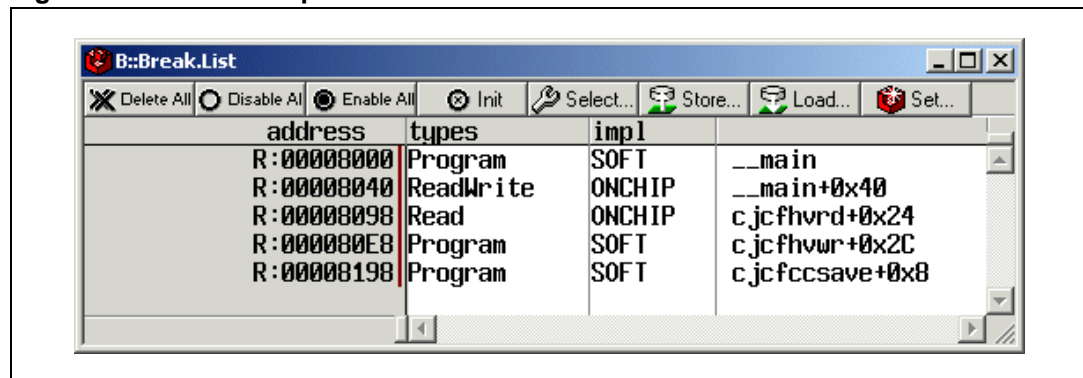 B::Break.List
Delete All Disable Al Enable All Init Select... Store... Load... Set...
address types impl
R:00008000 Program SOFT __main
R:00008040 ReadWrite ONCHIP __main+0x40
R:00008098 Read ONCHIP cjcfhvrd+0x24
R:000080E8 Program SOFT cjcfhvwr+0x2C
R:00008198 Program SOFT cjcfccsave+0x8